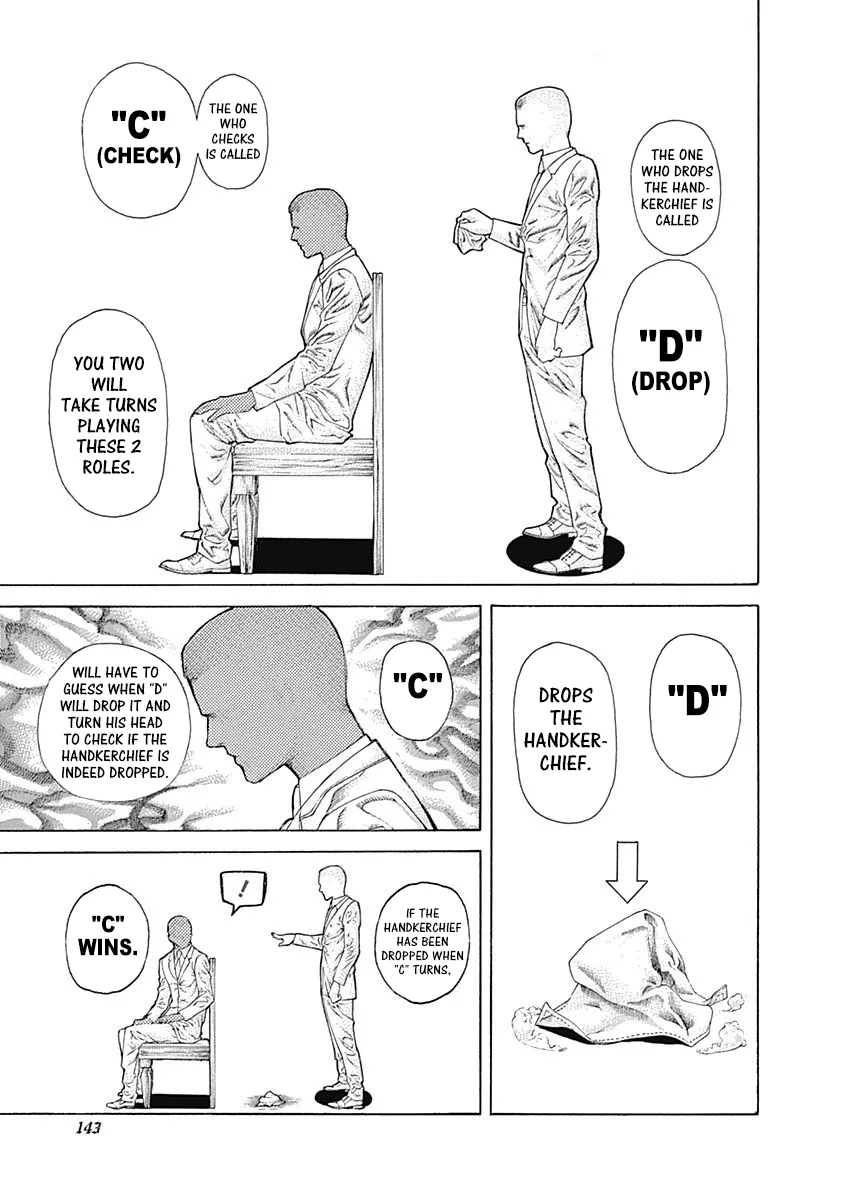 THE ONE
WHO DROPS
THE HAND-
KERCHIEF IS
CALLED
"D"
(DROP)
THE ONE
WHO
CHECKS
IS CALLED
"C"
(CHECK)
YOU TWO
WILL
TAKE TURNS
PLAYING
THESE 2
ROLES.
"D"
DROPS
THE
HANDKER-
CHIEF.
"C"
WILL HAVE TO
GUESS WHEN "D"
WILL DROP IT AND
TURN HIS HEAD
TO CHECK IF THE
HANDKERCHIEF IS
INDEED DROPPED.
IF THE
HANDKERCHIEF
HAS BEEN
DROPPED WHEN
"C" TURNS,
!
"C"
WINS.
143